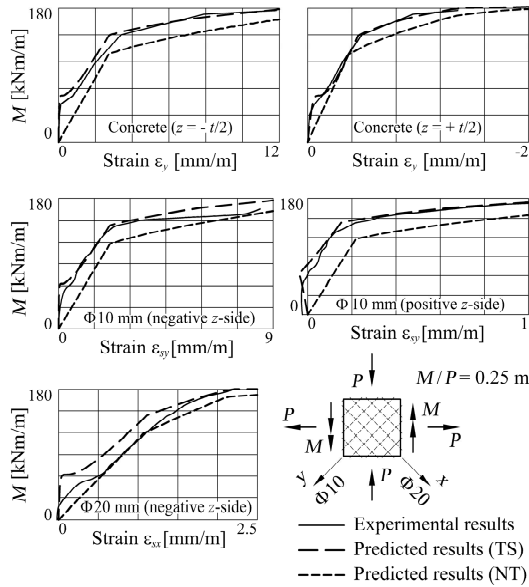 180
M [kNm/m]
0
Concrete (z = - t/2)
0
12
Strain εy [mm/m]
Concrete (z = + t/2)
0
-2
Strain εy [mm/m]
180
M [kNm/m]
0
Φ10 mm (negative z-side)
0
9
Strain εsy [mm/m]
0
Φ10 mm (positive z-side)
0
1
Strain εsy [mm/m]
180
M [kNm/m]
0
Φ20 mm (negative z-side)
0
2.5
Strain εsx [mm/m]
M/P = 0.25 m
P
P
M
M
P
P
y
Φ10
Φ20
x
Experimental results
Predicted results (TS)
Predicted results (NT)